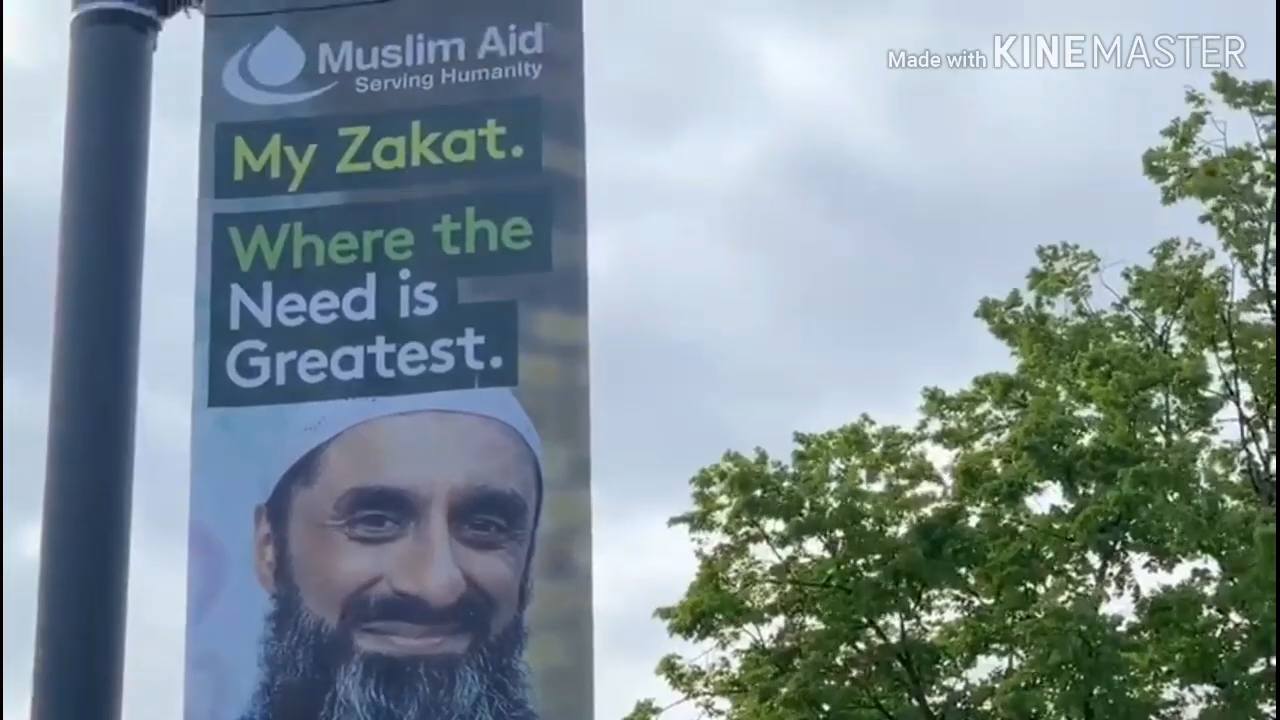 Muslim Aid
Serving Humanity
My Zakat.
Where the
Need is
Greatest.
Made with KINEMASTER